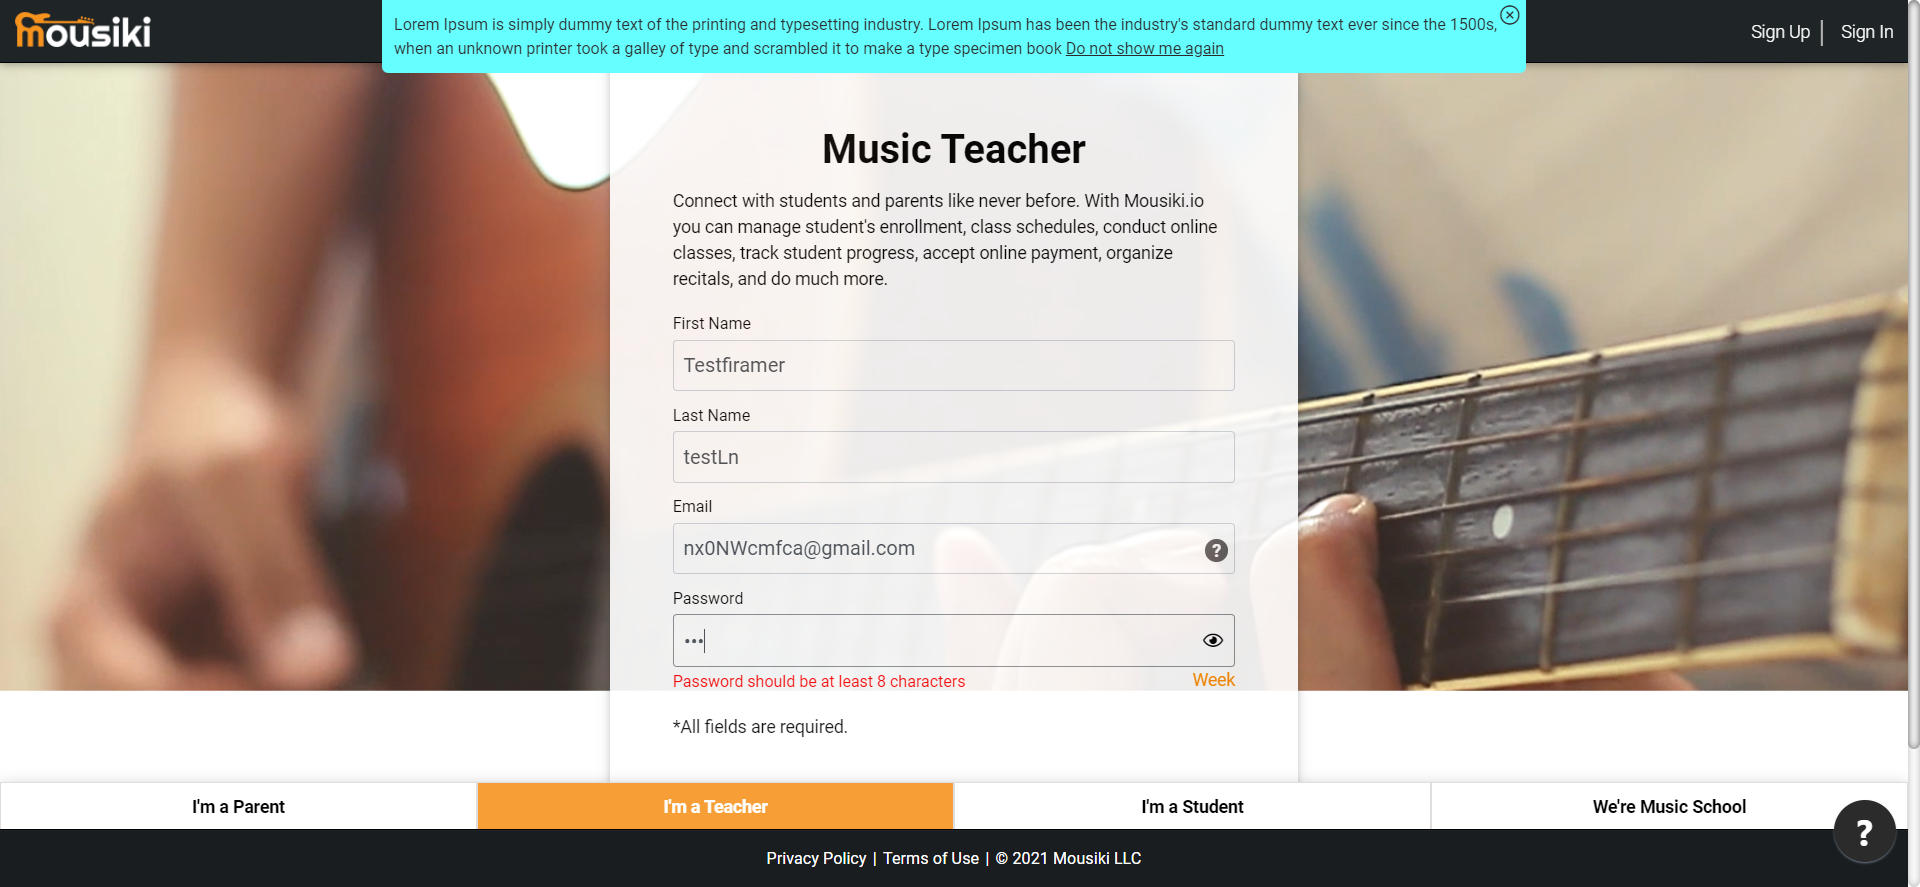 mousiki
Lorem Ipsum is simply dummy text of the printing and typesetting industry. Lorem Ipsum has been the industry's standard dummy text ever since the 1500s,
when an unknown printer took a galley of type and scrambled it to make a type specimen book Do not show me again
Sign Up | Sign In
Music Teacher
Connect with students and parents like never before. With Mousiki.io
you can manage student's enrollment, class schedules, conduct online
classes, track student progress, accept online payment, organize
recitals, and do much more.
First Name
Testfiramer
Last Name
testLn
Email
nx0NWcmfca@gmail.com
?
Password
•••
Password should be at least 8 characters
Week
*All fields are required.
I'm a Parent
I'm a Teacher
I'm a Student
We're Music School
?
Privacy Policy | Terms of Use | © 2021 Mousiki LLC